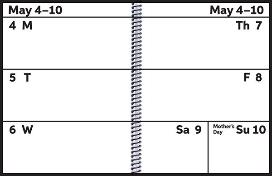 May 4–10
4 M
5 T
6 W
May 4–10
Th 7
F 8
Sa 9
Mother's
Day
Su 10